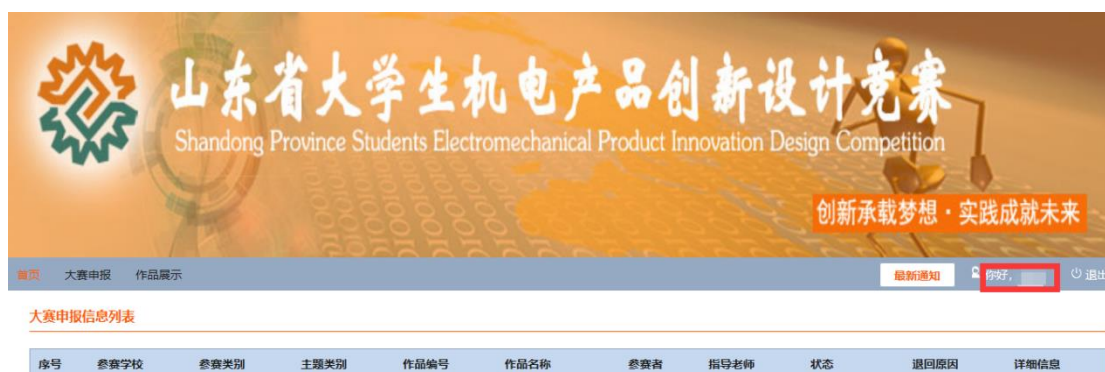 山东省大学生机电产品创新设计竞赛
Shandong Province Students Electromechanical Product Innovation Design Competition
创新承载梦想·实践成就未来
首页 大赛申报 作品展示 最新通知 你好, 退出
大赛申报信息列表
序号 参赛学校 参赛类别 主题类别 作品编号 作品名称 参赛者 指导老师 状态 退回原因 详细信息